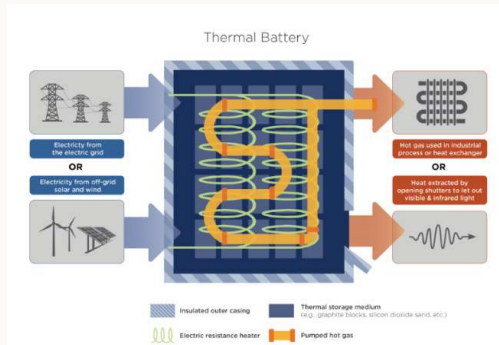 Thermal Battery
Electricty from
the electric grid
OR
Electricity from off-grid
solar and wind
Hot gas used in industrial
process or heat exchanger
OR
Heat extracted by
opening shutters to let out
visible & infrared light
Insulated outer casing
Thermal storage medium
(e.g., graphite blocks, silicon dioxide sand, etc.)
Electric resistance heater
Pumped hot gas